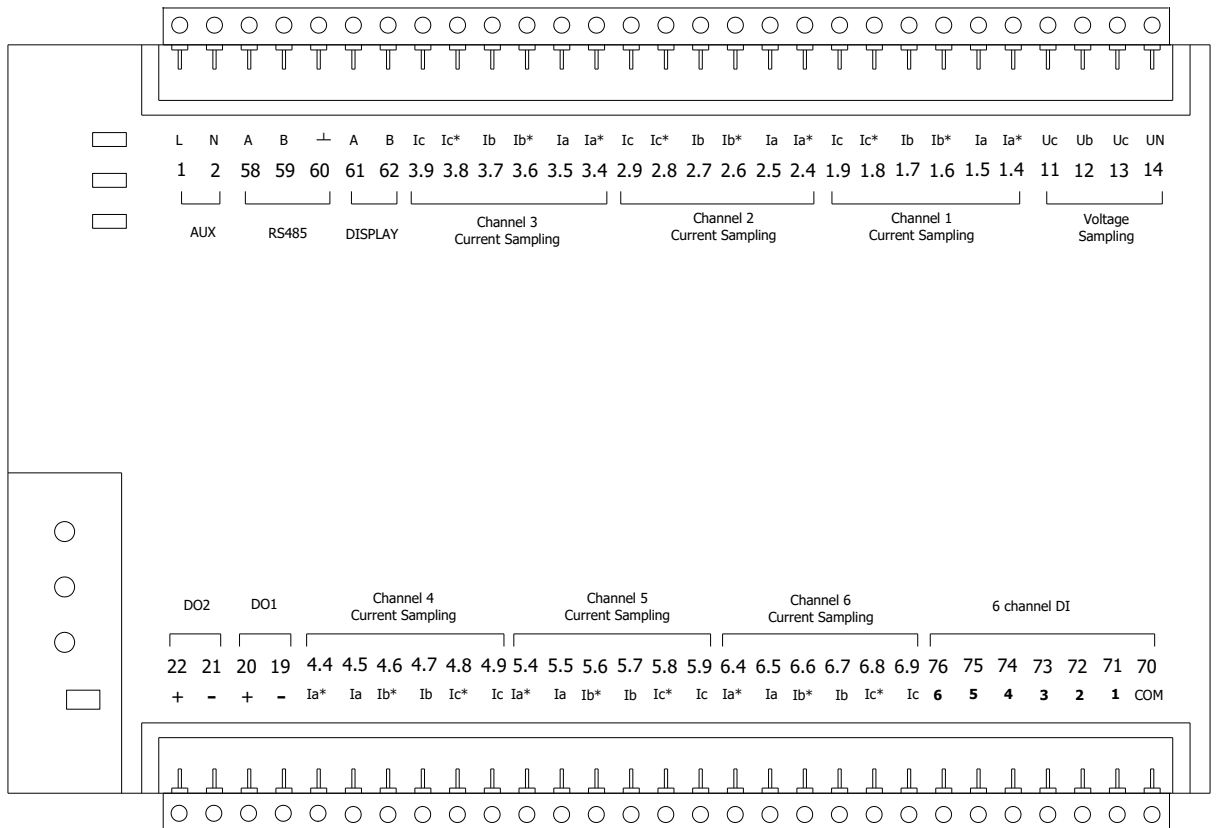 L N A B ⊥ A B Ic Ic* Ib Ib* Ia Ia* Ic Ic* Ib Ib* Ia Ia* Ic Ic* Ib Ib* Ia Ia* Uc Ub Uc UN
1 2 58 59 60 61 62 3.9 3.8 3.7 3.6 3.5 3.4 2.9 2.8 2.7 2.6 2.5 2.4 1.9 1.8 1.7 1.6 1.5 1.4 11 12 13 14
AUX RS485 DISPLAY
Channel 3
Current Sampling
Channel 2
Current Sampling
Channel 1
Current Sampling
Voltage
Sampling
DO2 DO1
Channel 4
Current Sampling
Channel 5
Current Sampling
Channel 6
Current Sampling
6 channel DI
22 21 20 19 4.4 4.5 4.6 4.7 4.8 4.9 5.4 5.5 5.6 5.7 5.8 5.9 6.4 6.5 6.6 6.7 6.8 6.9 76 75 74 73 72 71 70
+ - + - Ia* Ia Ib* Ib Ic* Ic Ia* Ia Ib* Ib Ic* Ic Ia* Ia Ib* Ib Ic* Ic 6 5 4 3 2 1 COM